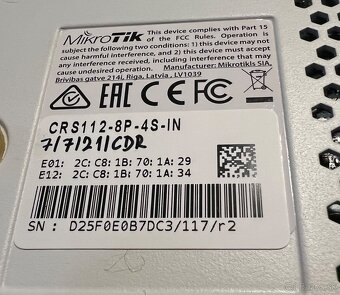 MikroTik
This device complies with Part 15
of the FCC Rules. Operation is
subject to the following two conditions: 1) this device may not
cause harmful interference, and 2) this device must accept
any interference received, including interference that may
cause undesired operation. Manufacturer: Mikrotikls SIA,
Brivibas gatve 214i, Riga, Latvia, LV1039
EAC CE FC
CRS112-8P-4S-IN
7/7/21/CDR
E01: 2C: C8: 1B: 70: 1A: 29
E12: 2C: C8: 1B: 70: 1A: 34
SN : D25F0E0B7DC3/117/r2